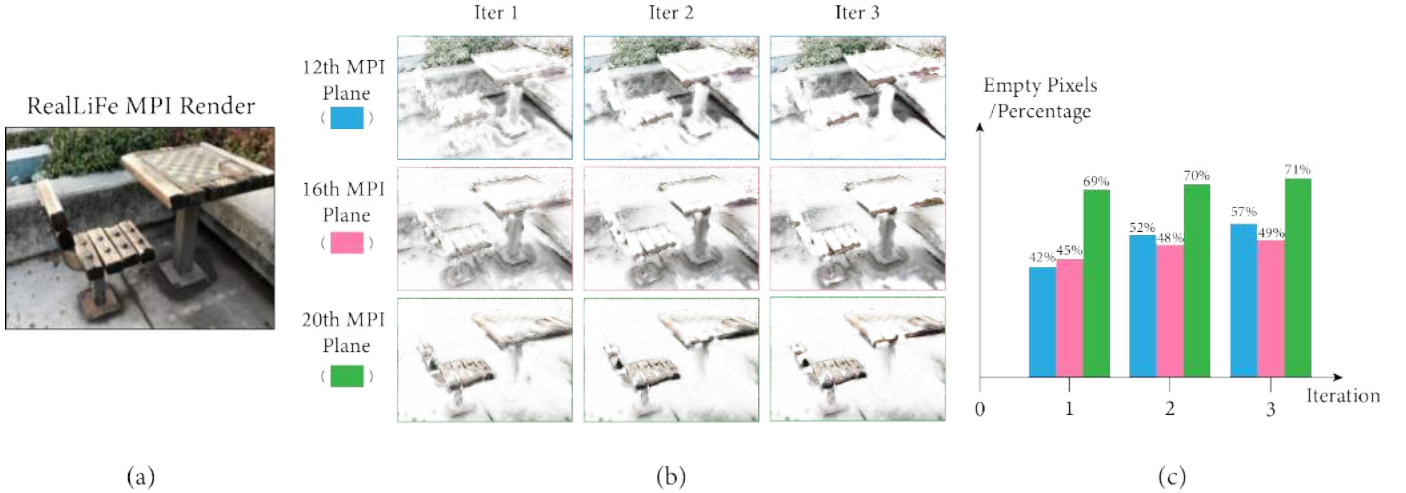 RealLiFe MPI Render
(a)
Iter 1
Iter 2
Iter 3
12th MPI
Plane
( )
16th MPI
Plane
( )
20th MPI
Plane
( )
(b)
Empty Pixels
/Percentage
42%
45%
69%
52%
48%
70%
57%
49%
71%
0
1
2
3
Iteration
(c)